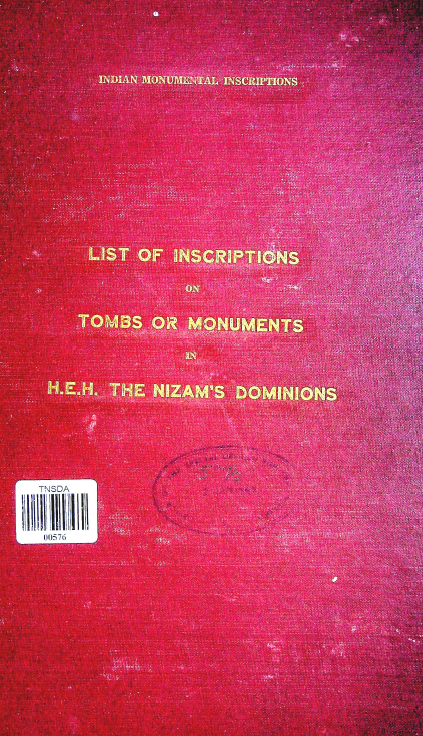 INDIAN MONUMENTAL INSCRIPTIONS
LIST OF INSCRIPTIONS
ON
TOMBS OR MONUMENTS
IN
H.E.H. THE NIZAM'S DOMINIONS
TNSDA
00576